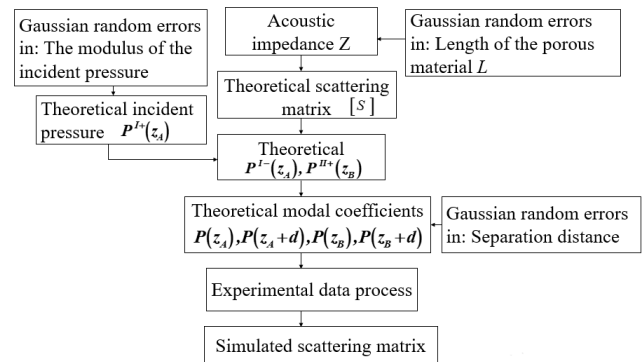 Gaussian random errors
in: The modulus of the
incident pressure
Acoustic
impedance Z
Gaussian random errors
in: Length of the porous
material L
Theoretical incident
pressure P^{I+}(z_A)
Theoretical scattering
matrix [S]
Theoretical
P^{I-}(z_A), P^{II+}(z_B)
Theoretical modal coefficients
P(z_A), P(z_A+d), P(z_B), P(z_B+d)
Gaussian random errors
in: Separation distance
Experimental data process
Simulated scattering matrix